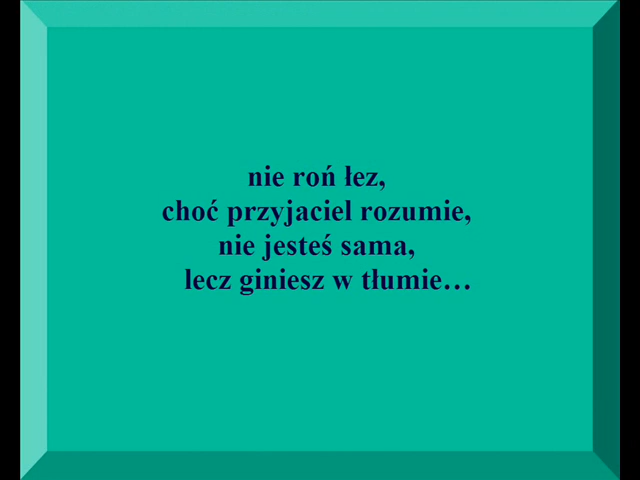 nie roń łez,
choć przyjaciel rozumie,
nie jesteś sama,
lecz giniesz w tłumie…